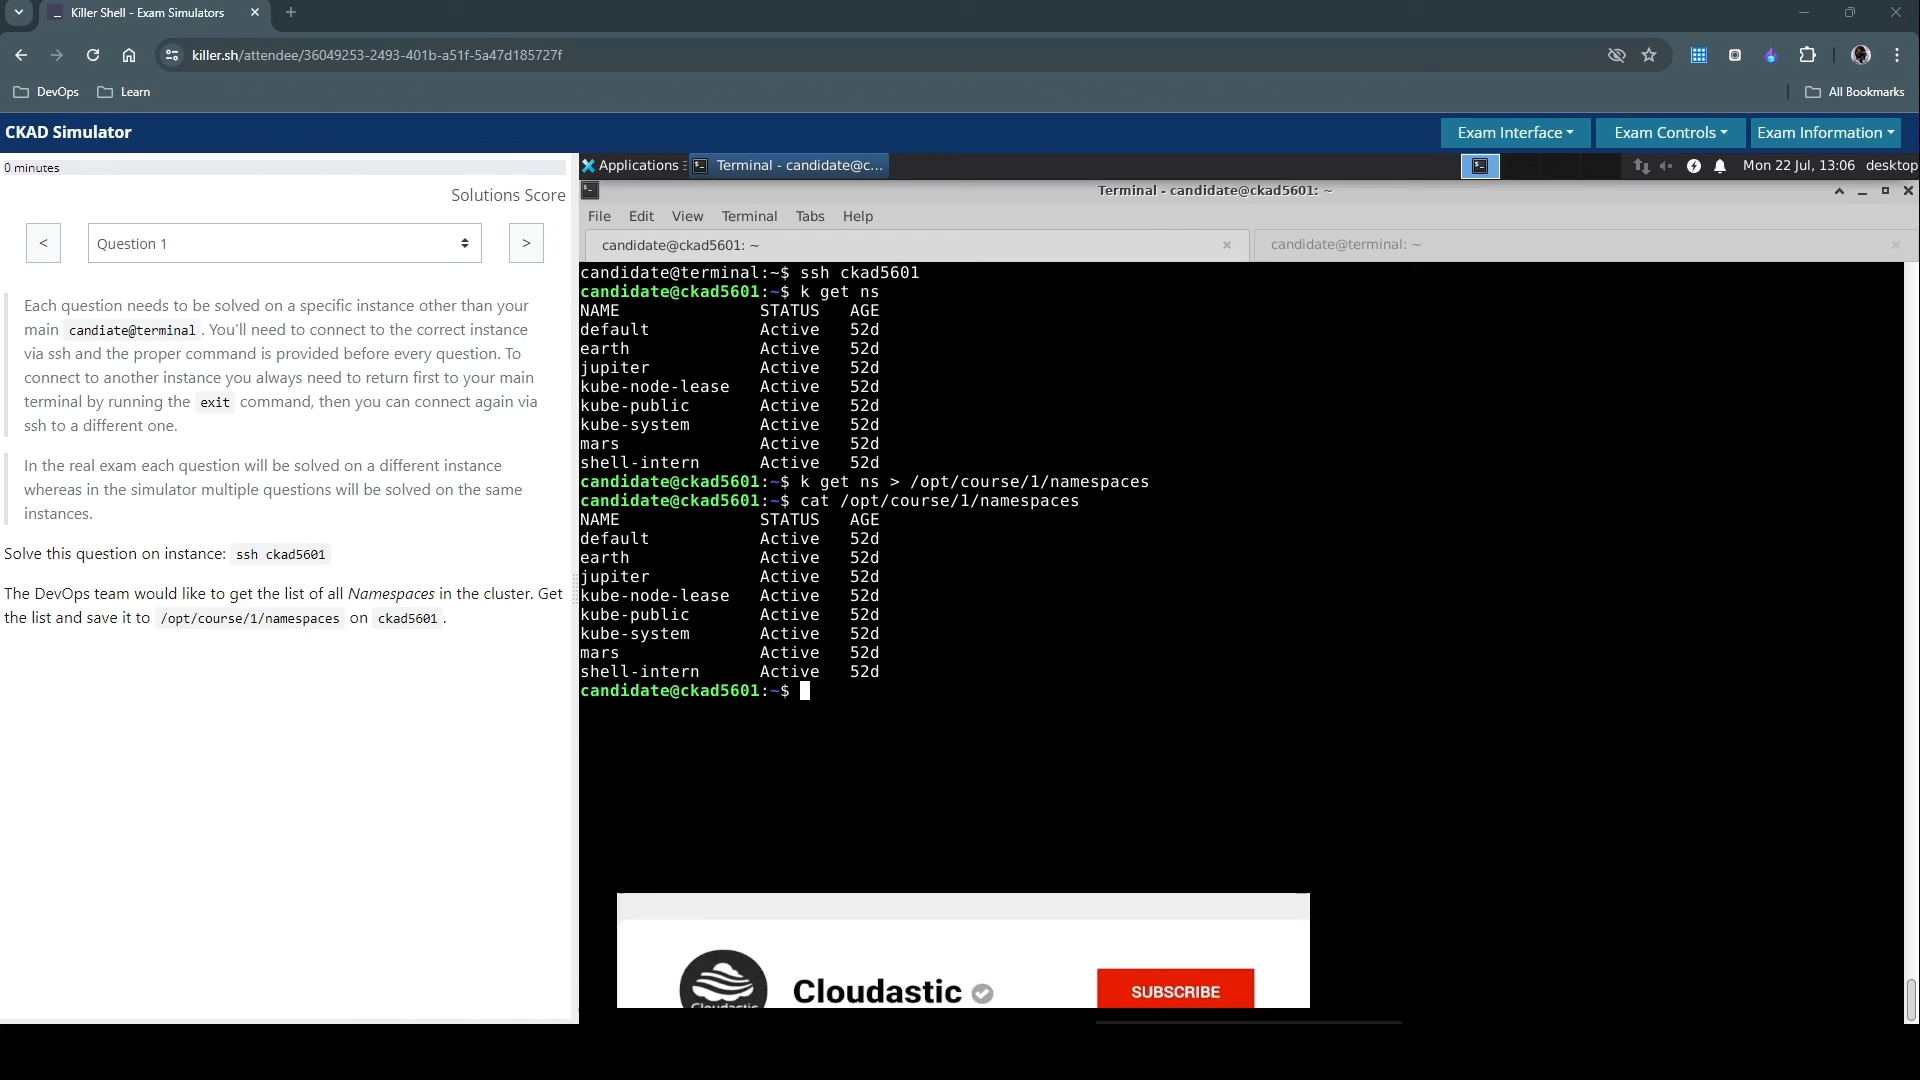 Killer Shell - Exam Simulators
killer.sh/attendee/36049253-2493-401b-a51f-5a47d185727f
DevOps Learn All Bookmarks
CKAD Simulator Exam Interface Exam Controls Exam Information
0 minutes
Solutions Score
< Question 1 >
Each question needs to be solved on a specific instance other than your
main candiate@terminal . You'll need to connect to the correct instance
via ssh and the proper command is provided before every question. To
connect to another instance you always need to return first to your main
terminal by running the exit command, then you can connect again via
ssh to a different one.
In the real exam each question will be solved on a different instance
whereas in the simulator multiple questions will be solved on the same
instances.
Solve this question on instance: ssh ckad5601
The DevOps team would like to get the list of all Namespaces in the cluster. Get
the list and save it to /opt/course/1/namespaces on ckad5601 .
Applications Terminal - candidate@c... Mon 22 Jul, 13:06 desktop
Terminal - candidate@ckad5601: ~
File Edit View Terminal Tabs Help
candidate@ckad5601: ~ candidate@terminal: ~
candidate@terminal:~$ ssh ckad5601
candidate@ckad5601:~$ k get ns
NAME STATUS AGE
default Active 52d
earth Active 52d
jupiter Active 52d
kube-node-lease Active 52d
kube-public Active 52d
kube-system Active 52d
mars Active 52d
shell-intern Active 52d
candidate@ckad5601:~$ k get ns > /opt/course/1/namespaces
candidate@ckad5601:~$ cat /opt/course/1/namespaces
NAME STATUS AGE
default Active 52d
earth Active 52d
jupiter Active 52d
kube-node-lease Active 52d
kube-public Active 52d
kube-system Active 52d
mars Active 52d
shell-intern Active 52d
candidate@ckad5601:~$
Cloudastic
Cloudastic
SUBSCRIBE